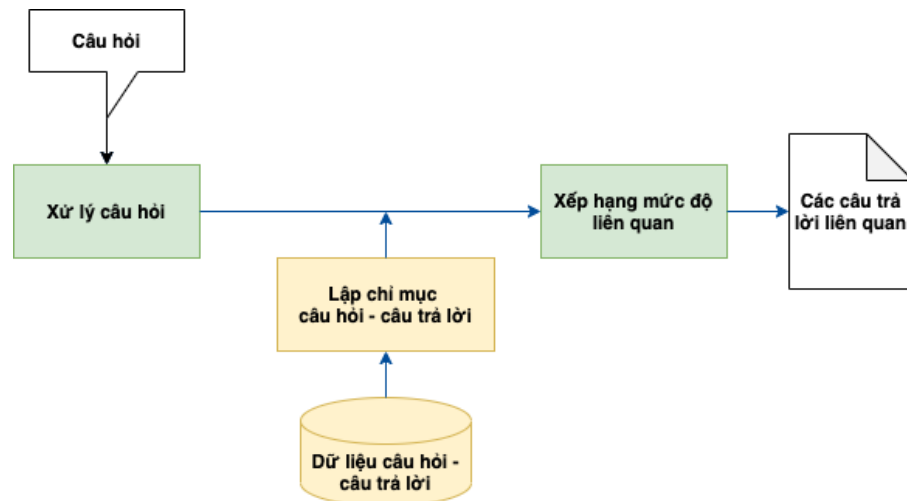 Câu hỏi
Xử lý câu hỏi
Xếp hạng mức độ
liên quan
Các câu trả
lời liên quan
Lập chỉ mục
câu hỏi - câu trả lời
Dữ liệu câu hỏi -
câu trả lời